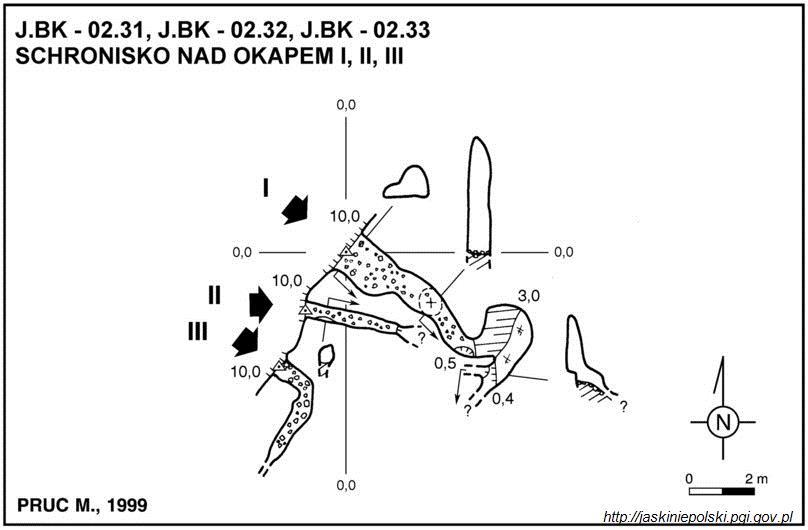 J.BK - 02.31, J.BK - 02.32, J.BK - 02.33
SCHRONISKO NAD OKAPEM I, II, III
0,0
I
10,0
0,0
0,0
10,0
II
3,0
III
?
0,5
10,0
0,4
?
?
N
0,0
0 2 m
PRUC M., 1999
http://jaskiniepolski.pgi.gov.pl